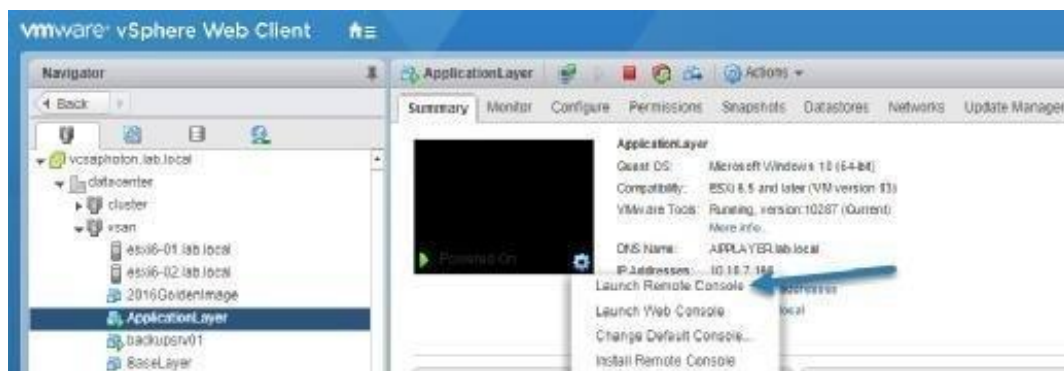 vmware® vSphere Web Client
Navigator
Back
vcsaphoton.lab.local
datacenter
cluster
vsan
esxi6-01.lab.local
esxi6-02.lab.local
2016GoldenImage
ApplicationLayer
backupsrv01
BaseLayer
ApplicationLayer
Actions
Summary Monitor Configure Permissions Snapshots Datastores Networks Update Manager
Powered On
ApplicationLayer
Guest OS: Microsoft Windows 10 (64-bit)
Compatibility: ESXi 6.5 and later (VM version 13)
VMware Tools: Running, version:10287 (Current)
More info
DNS Name: APPLAYER.lab.local
IP Addresses: 10.10.7.
Launch Remote Console
Launch Web Console
Change Default Console...
Install Remote Console